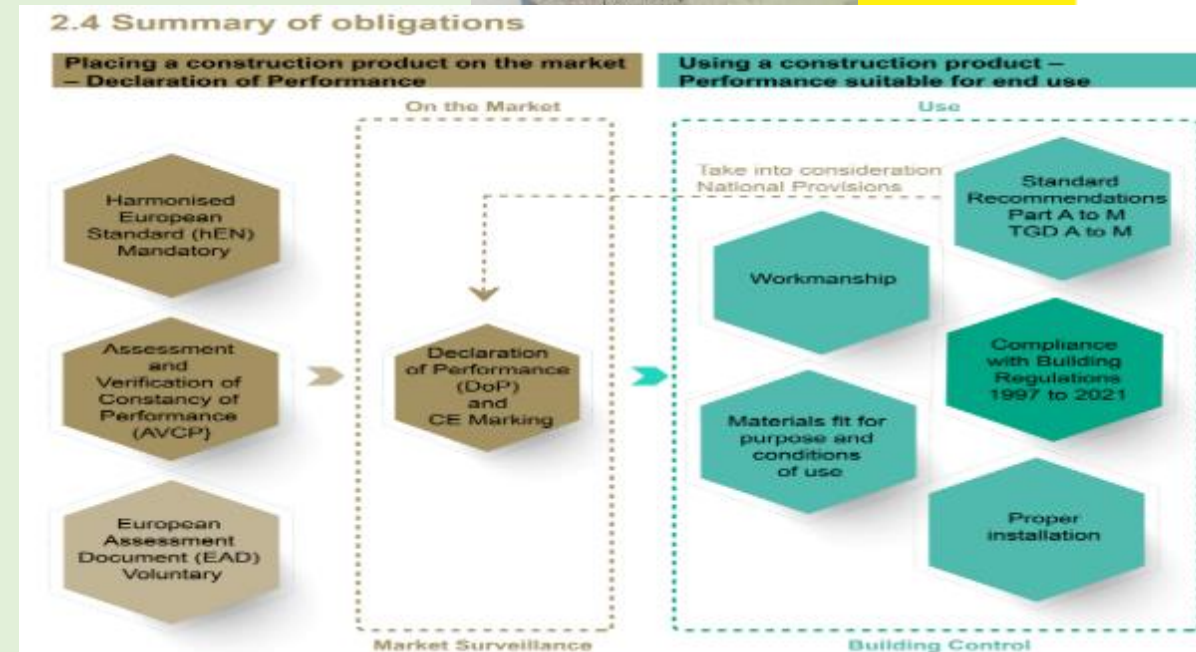 2.4 Summary of obligations
Placing a construction product on the market
– Declaration of Performance
Using a construction product –
Performance suitable for end use
On the Market
Use
Harmonised
European
Standard (hEN)
Mandatory
Assessment
and
Verification of
Constancy of
Performance
(AVCP}
European
Assessment
Document (EAD)
Voluntary
Declaration
of Performance
(DoP)
and
CE Marking
Take into consideration
National Provisions
Workmanship
Standard
Recommendations
Part A to M
TGD A to M
Compliance
with Building
Regulations
1997 to 2021
Materials fit for
purpose and
conditions
of use
Proper
installation
Market Surveillance
Building Control